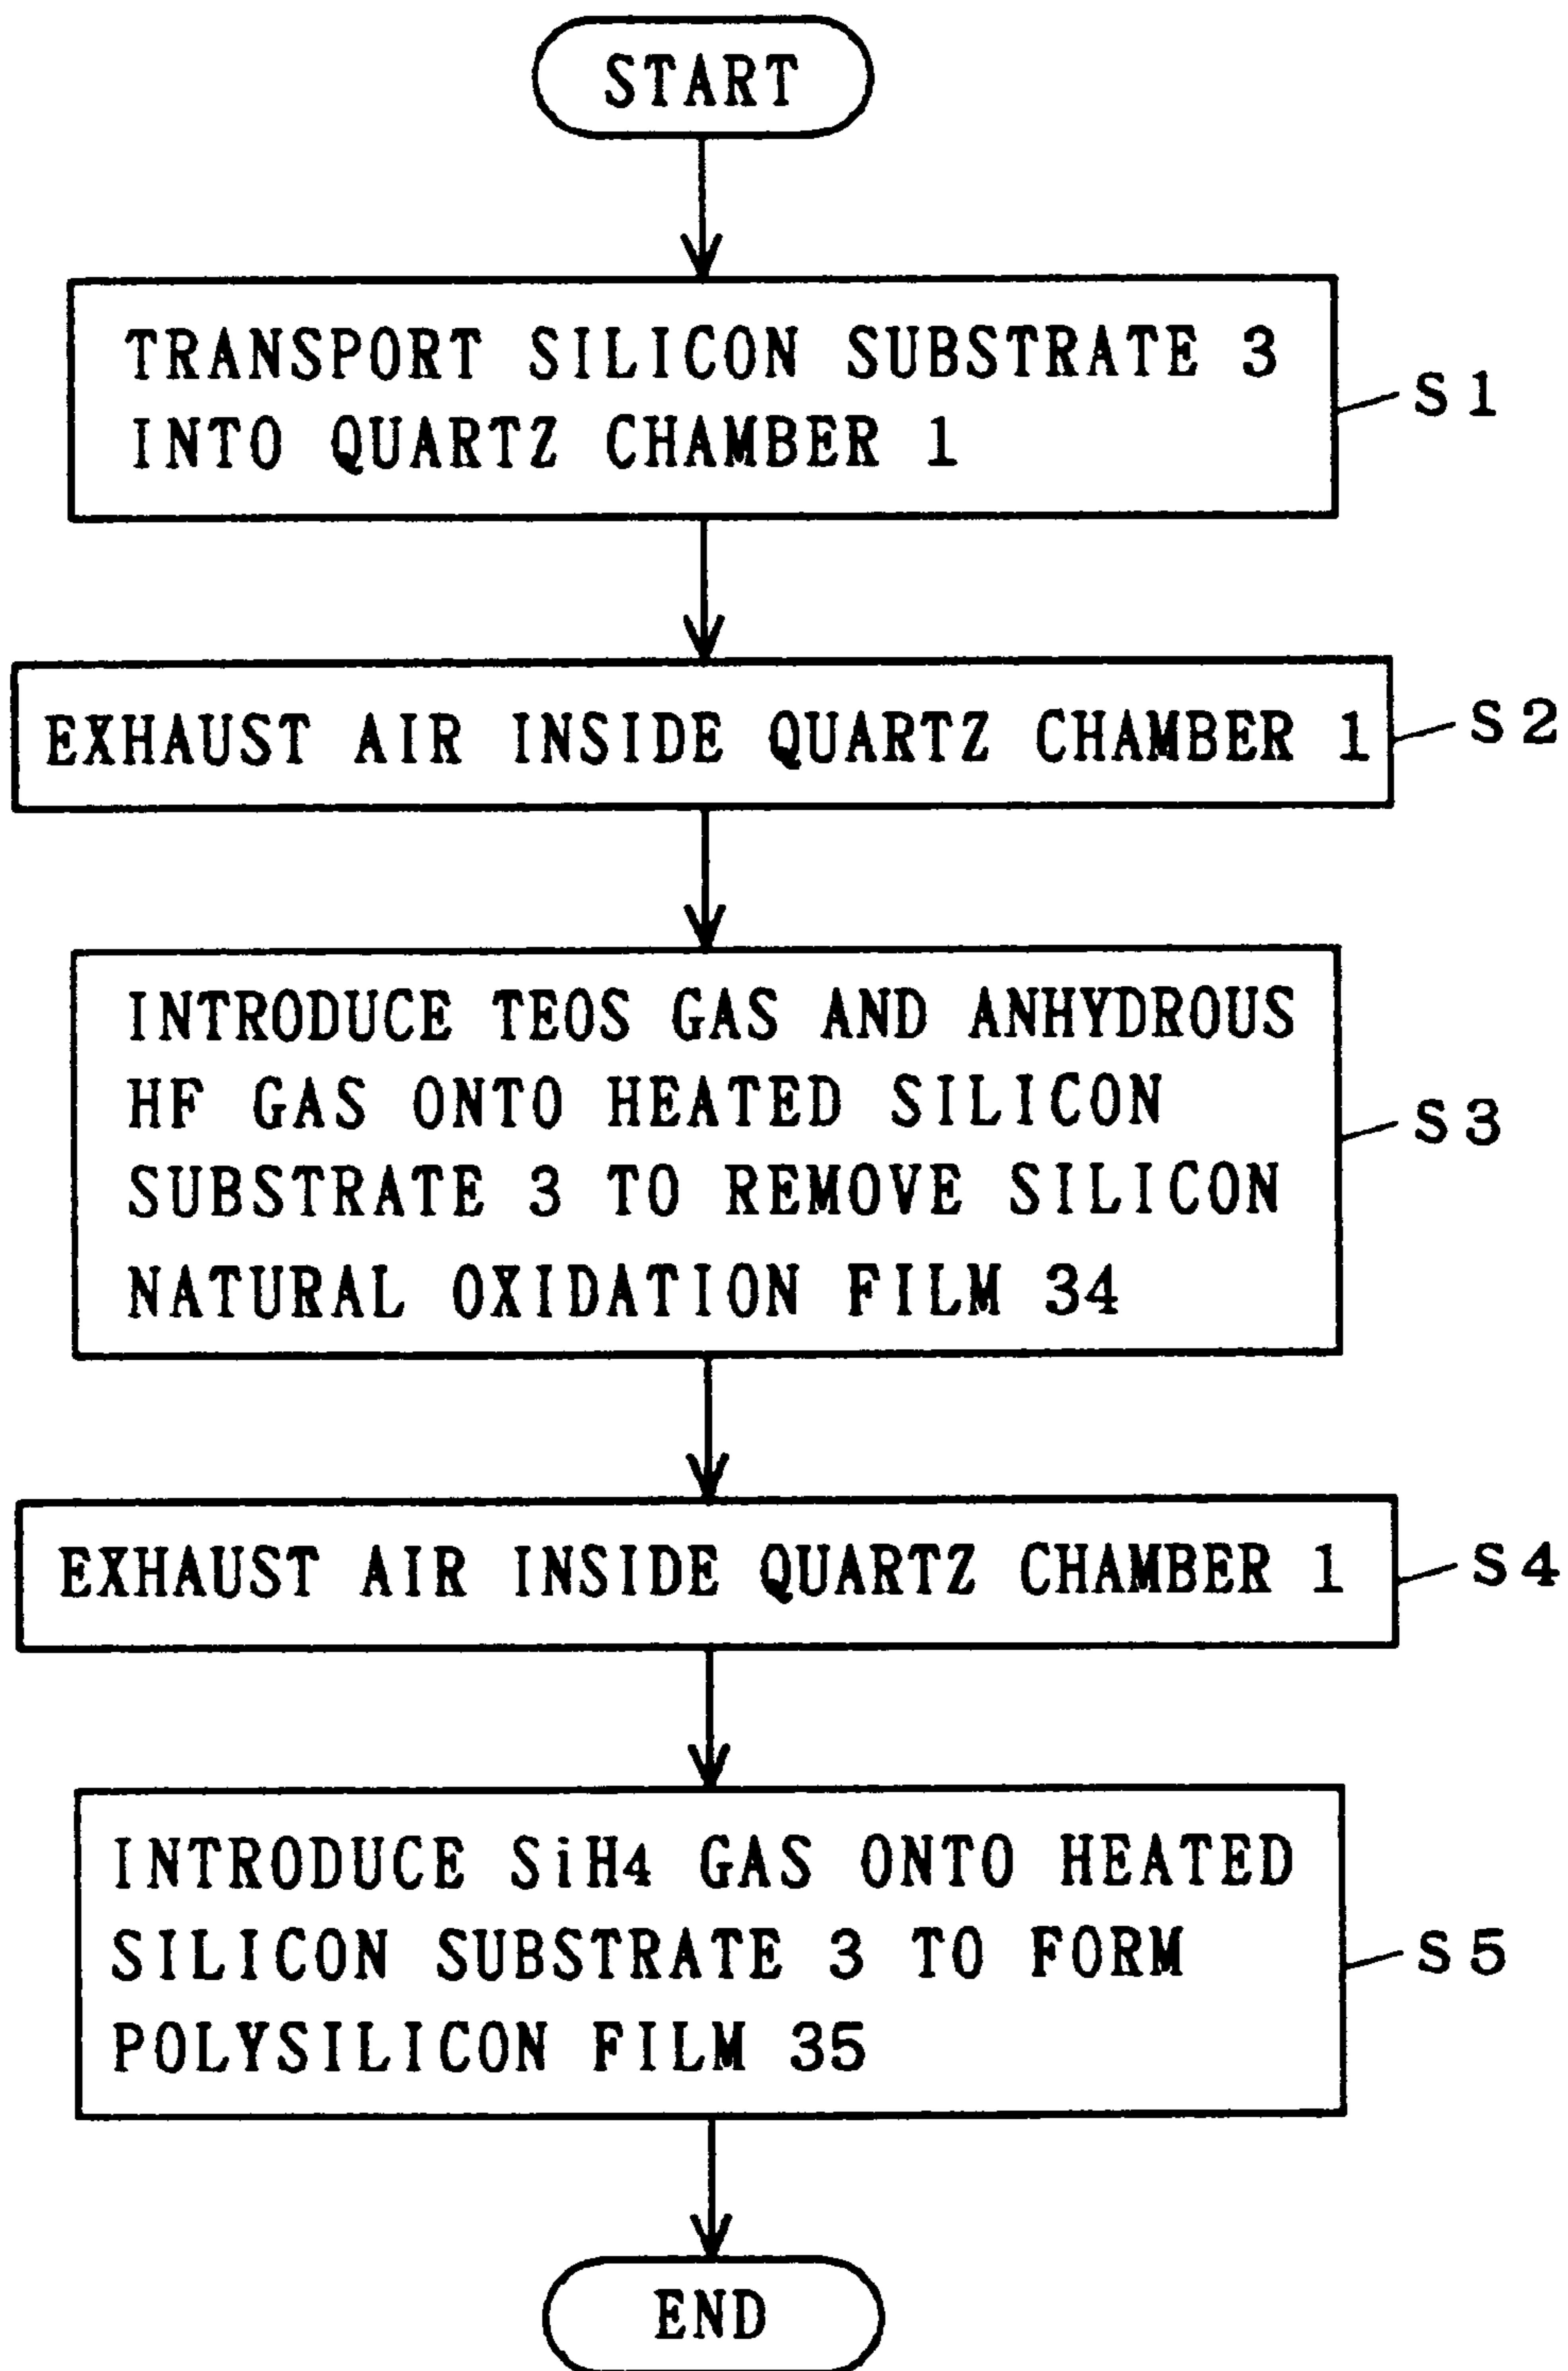 START
TRANSPORT SILICON SUBSTRATE 3
INTO QUARTZ CHAMBER 1
S1
EXHAUST AIR INSIDE QUARTZ CHAMBER 1
S2
INTRODUCE TEOS GAS AND ANHYDROUS
HF GAS ONTO HEATED SILICON
SUBSTRATE 3 TO REMOVE SILICON
NATURAL OXIDATION FILM 34
S3
EXHAUST AIR INSIDE QUARTZ CHAMBER 1
S4
INTRODUCE SiH4 GAS ONTO HEATED
SILICON SUBSTRATE 3 TO FORM
POLYSILICON FILM 35
S5
END